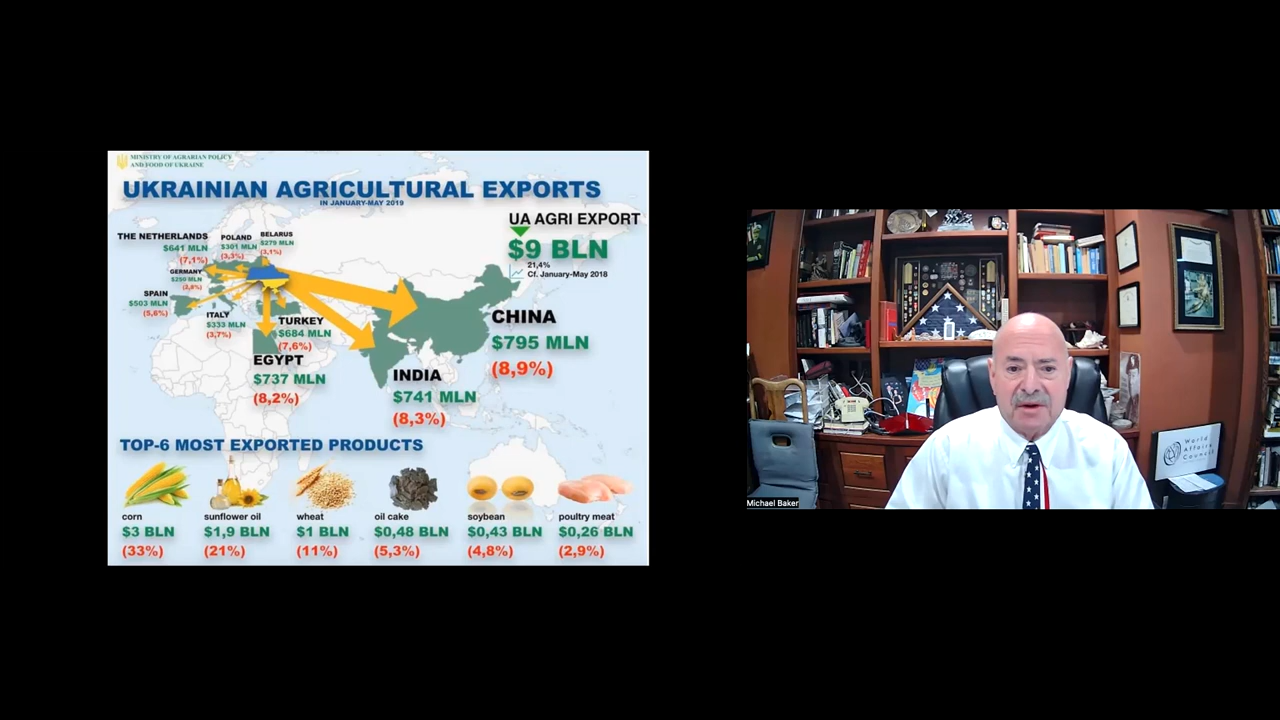 MINISTRY OF AGRARIAN POLICY
AND FOOD OF UKRAINE
UKRAINIAN AGRICULTURAL EXPORTS
IN JANUARY-MAY 2019
UA AGRI EXPORT
$9 BLN
21,4%
Cf. January-May 2018
THE NETHERLANDS
$641 MLN
(7,1%)
POLAND
$301 MLN
(3,3%)
BELARUS
$279 MLN
(3,1%)
GERMANY
SPAIN
$503 MLN
(5,6%)
ITALY
$333 MLN
(3,7%)
TURKEY
$684 MLN
(7,6%)
EGYPT
$737 MLN
(8,2%)
INDIA
$741 MLN
(8,3%)
CHINA
$795 MLN
(8,9%)
TOP-6 MOST EXPORTED PRODUCTS
corn
$3 BLN
(33%)
sunflower oil
$1,9 BLN
(21%)
wheat
$1 BLN
(11%)
oil cake
$0,48 BLN
(5,3%)
soybean
$0,43 BLN
(4,8%)
poultry meat
$0,26 BLN
(2,9%)
World
Affairs
Council
Michael Baker